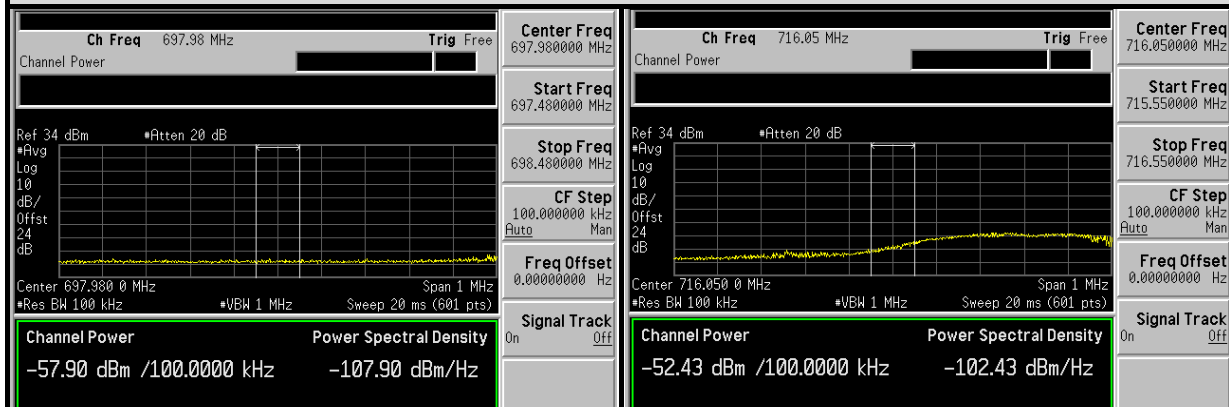 Ch Freq 697.98 MHz Trig Free
Channel Power
Ref 34 dBm #Atten 20 dB
#Avg
Log
10
dB/
Offst
24
dB
Center 697.980 0 MHz Span 1 MHz
#Res BW 100 kHz #VBW 1 MHz Sweep 20 ms (601 pts)
Channel Power Power Spectral Density
-57.90 dBm /100.0000 kHz -107.90 dBm/Hz
Center Freq
697.980000 MHz
Start Freq
697.480000 MHz
Stop Freq
698.480000 MHz
CF Step
100.000000 kHz
Auto Man
Freq Offset
0.00000000 Hz
Signal Track
On Off
Ch Freq 716.05 MHz Trig Free
Channel Power
Ref 34 dBm #Atten 20 dB
#Avg
Log
10
dB/
Offst
24
dB
Center 716.050 0 MHz Span 1 MHz
#Res BW 100 kHz #VBW 1 MHz Sweep 20 ms (601 pts)
Channel Power Power Spectral Density
-52.43 dBm /100.0000 kHz -102.43 dBm/Hz
Center Freq
716.050000 MHz
Start Freq
715.550000 MHz
Stop Freq
716.550000 MHz
CF Step
100.000000 kHz
Auto Man
Freq Offset
0.00000000 Hz
Signal Track
On Off